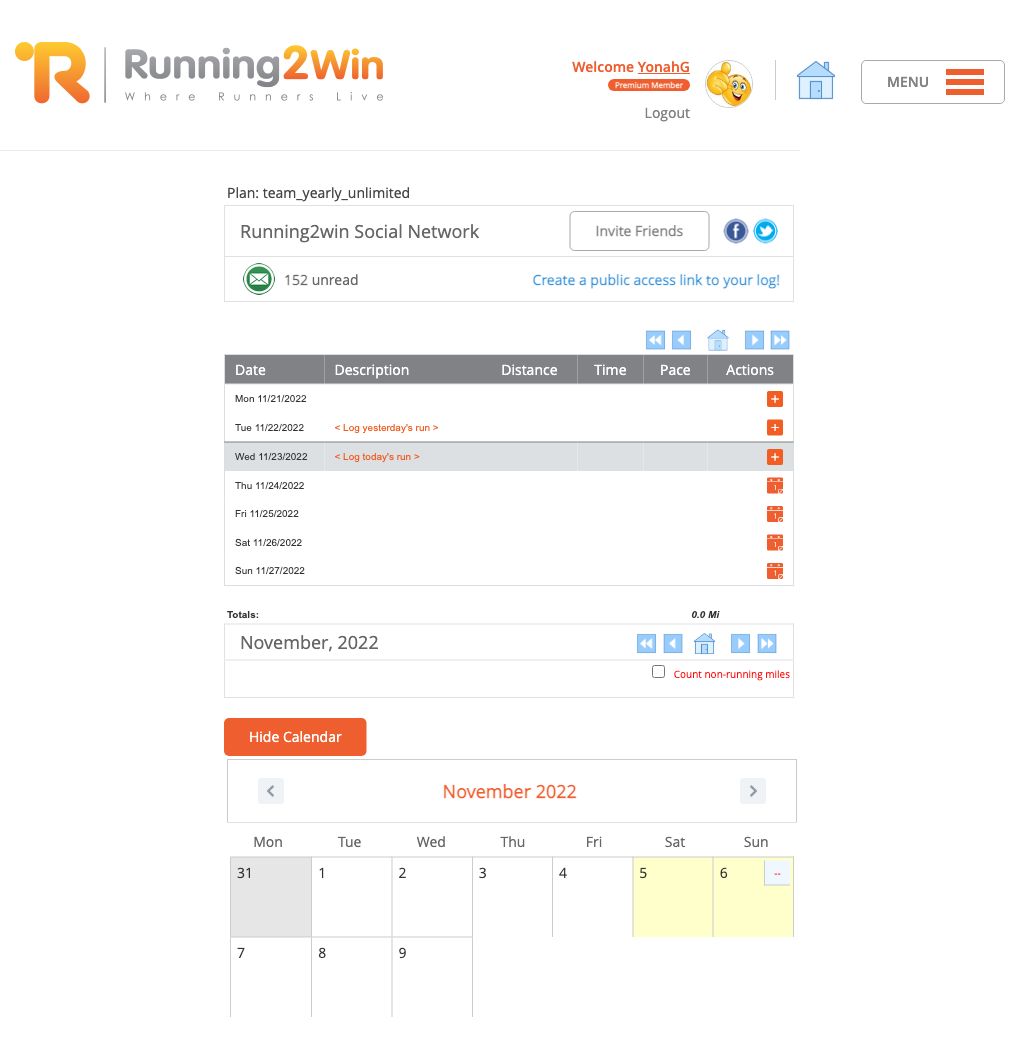 Running2Win
Where Runners Live
Welcome YonahG
Premium Member
Logout
MENU
Plan: team_yearly_unlimited
Running2win Social Network Invite Friends
152 unread Create a public access link to your log!
Date Description Distance Time Pace Actions
Mon 11/21/2022
Tue 11/22/2022 < Log yesterday's run >
Wed 11/23/2022 < Log today's run >
Thu 11/24/2022
Fri 11/25/2022
Sat 11/26/2022
Sun 11/27/2022
Totals: 0.0 Mi
November, 2022
Count non-running miles
Hide Calendar
November 2022
Mon Tue Wed Thu Fri Sat Sun
31 1 2 3 4 5 6 --
7 8 9